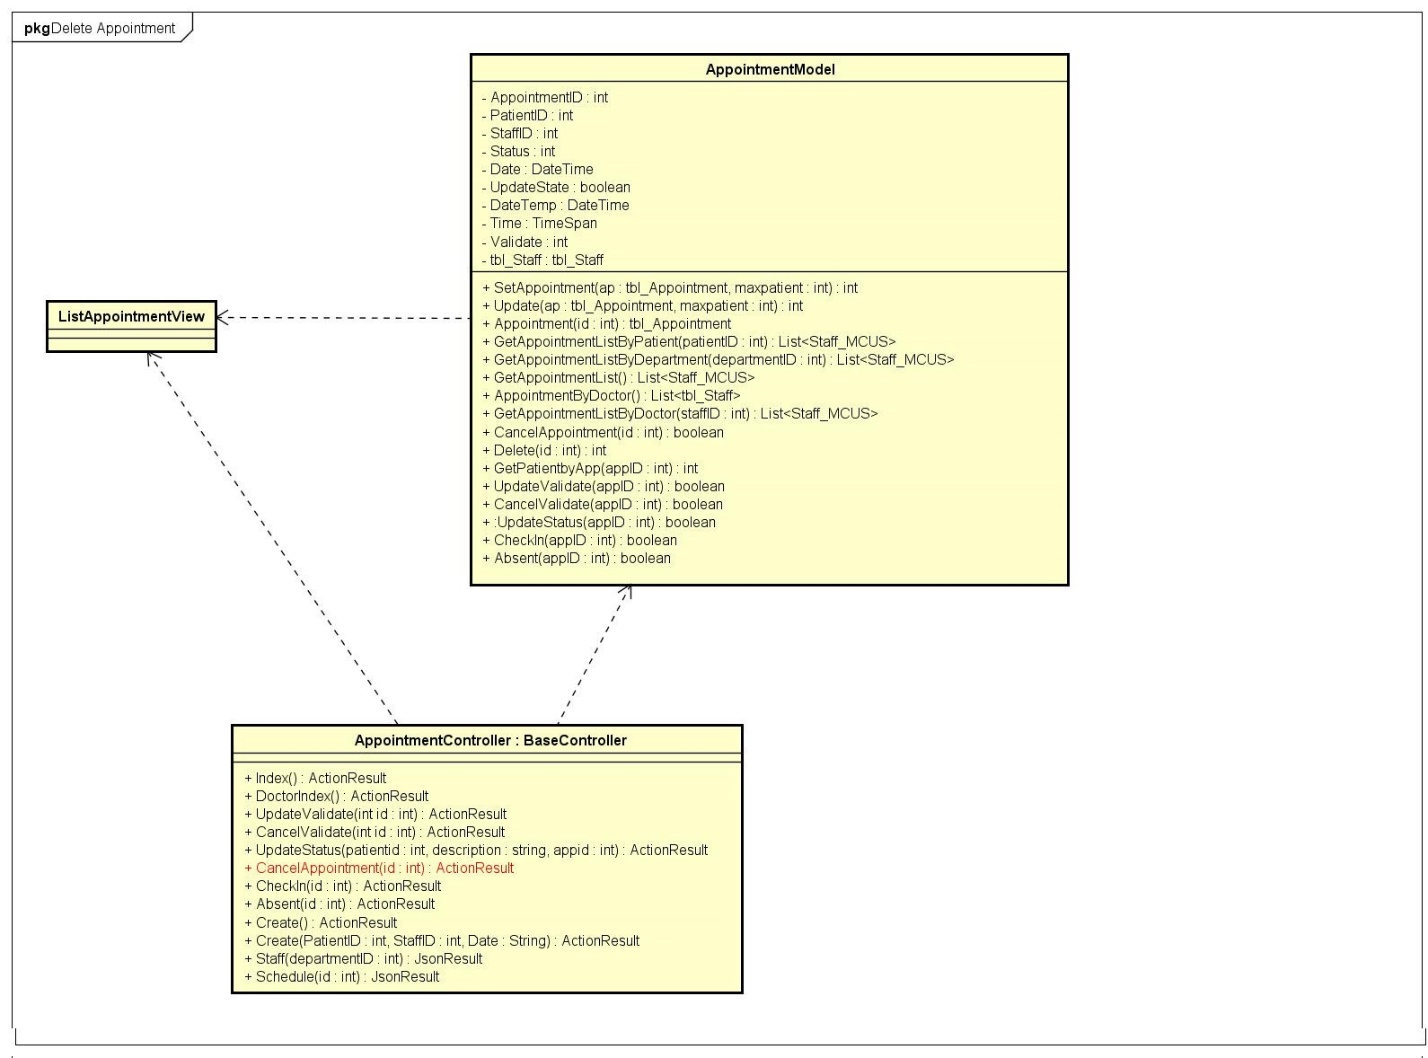 pkgDelete Appointment
AppointmentModel
- AppointmentID : int
- PatientID : int
- StaffID : int
- Status : int
- Date : DateTime
- UpdateState : boolean
- DateTemp : DateTime
- Time : TimeSpan
- Validate : int
- tbl_Staff : tbl_Staff
+ SetAppointment(ap : tbl_Appointment, maxpatient : int) : int
+ Update(ap : tbl_Appointment, maxpatient : int) : int
+ Appointment(id : int) : tbl_Appointment
+ GetAppointmentListByPatient(patientID : int) : List<Staff_MCUS>
+ GetAppointmentListByDepartment(departmentID : int) : List<Staff_MCUS>
+ GetAppointmentList() : List<Staff_MCUS>
+ AppointmentByDoctor() : List<tbl_Staff>
+ GetAppointmentListByDoctor(staffID : int) : List<Staff_MCUS>
+ CancelAppointment(id : int) : boolean
+ Delete(id : int) : int
+ GetPatientbyApp(appID : int) : int
+ UpdateValidate(appID : int) : boolean
+ CancelValidate(appID : int) : boolean
+ :UpdateStatus(appID : int) : boolean
+ CheckIn(appID : int) : boolean
+ Absent(appID : int) : boolean
ListAppointmentView
AppointmentController : BaseController
+ Index() : ActionResult
+ DoctorIndex() : ActionResult
+ UpdateValidate(int id : int) : ActionResult
+ CancelValidate(int id : int) : ActionResult
+ UpdateStatus(patientid : int, description : string, appid : int) : ActionResult
+ CancelAppointment(id : int) : ActionResult
+ CheckIn(id : int) : ActionResult
+ Absent(id : int) : ActionResult
+ Create() : ActionResult
+ Create(PatientID : int, StaffID : int, Date : String) : ActionResult
+ Staff(departmentID : int) : JsonResult
+ Schedule(id : int) : JsonResult